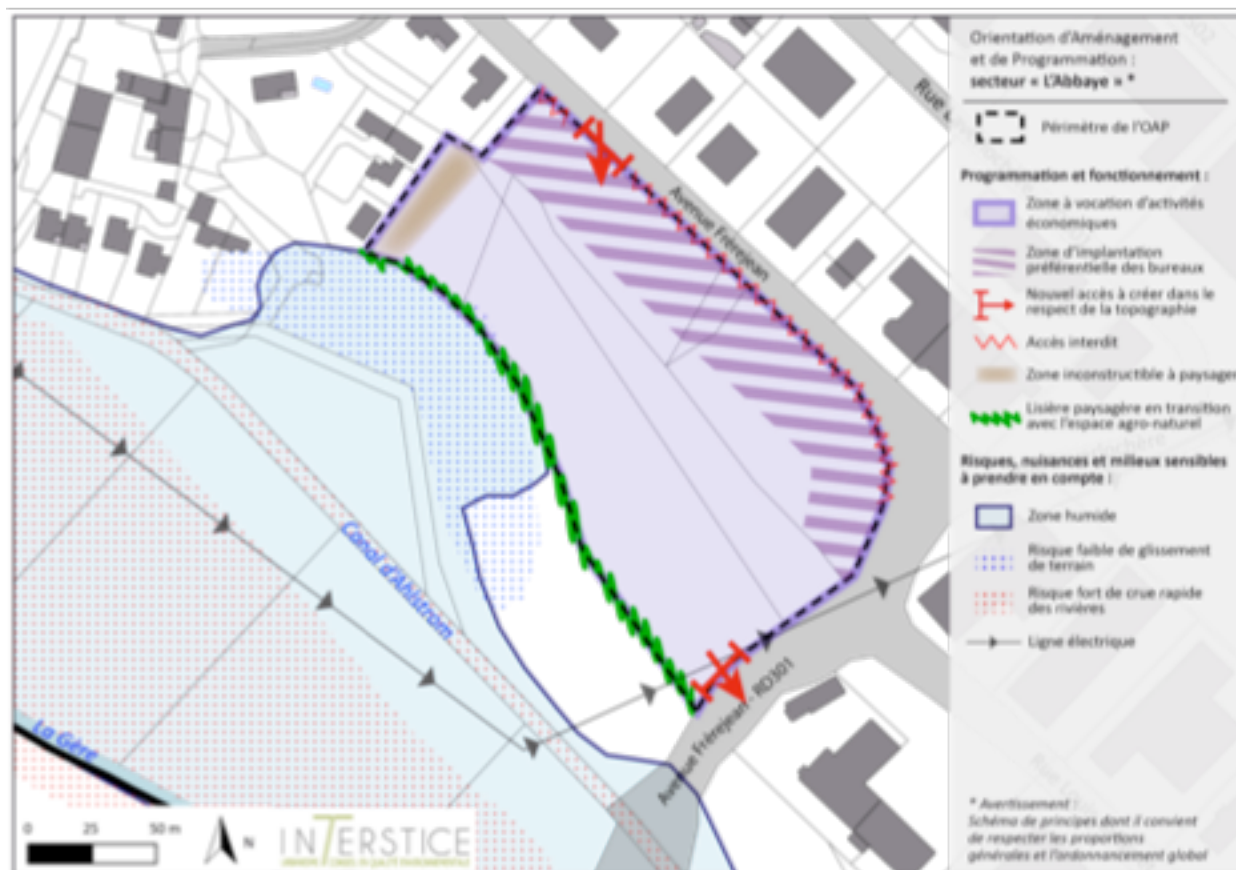 Orientation d'Aménagement
et de Programmation :
secteur « L'Abbaye » *
Périmètre de l'OAP
Programmation et fonctionnement :
Zone à vocation d'activités
économiques
Zone d'implantation
préférentielle des bureaux
Nouvel accès à créer dans le
respect de la topographie
Accès interdit
Zone inconstructible à paysager
Lisière paysagère en transition
avec l'espace agro-naturel
Risques, nuisances et milieux sensibles
à prendre en compte :
Zone humide
Risque faible de glissement
de terrain
Risque fort de crue rapide
des rivières
Ligne électrique
* Avertissement :
Schéma de principes dont il convient
de respecter les proportions
générales et l'ordonnancement global
Rue
Avenue Frèrejean
Canal d'Ahlstrom
Avenue Frèrejean - RD301
La Gère
0 25 50 m
N
INTERSTICE